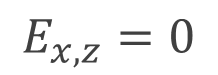 $E_{x,z} = 0$